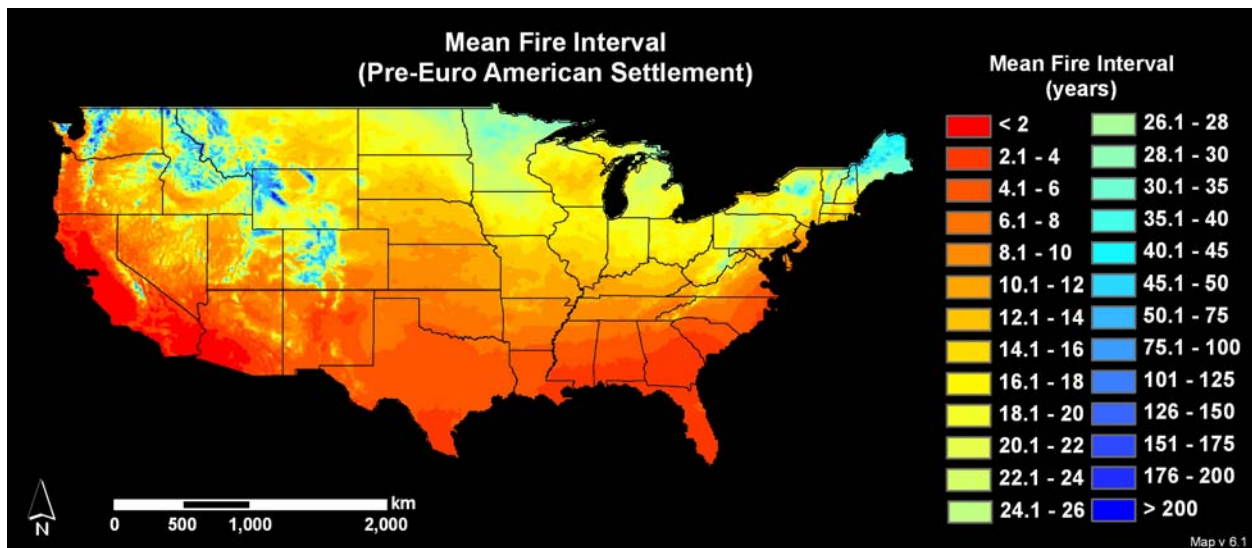 Mean Fire Interval
(Pre-Euro American Settlement)
Mean Fire Interval
(years)
< 2
2.1 - 4
4.1 - 6
6.1 - 8
8.1 - 10
10.1 - 12
12.1 - 14
14.1 - 16
16.1 - 18
18.1 - 20
20.1 - 22
22.1 - 24
24.1 - 26
26.1 - 28
28.1 - 30
30.1 - 35
35.1 - 40
40.1 - 45
45.1 - 50
50.1 - 75
75.1 - 100
101 - 125
126 - 150
151 - 175
176 - 200
> 200
N
km
0 500 1,000 2,000
Map v 6.1